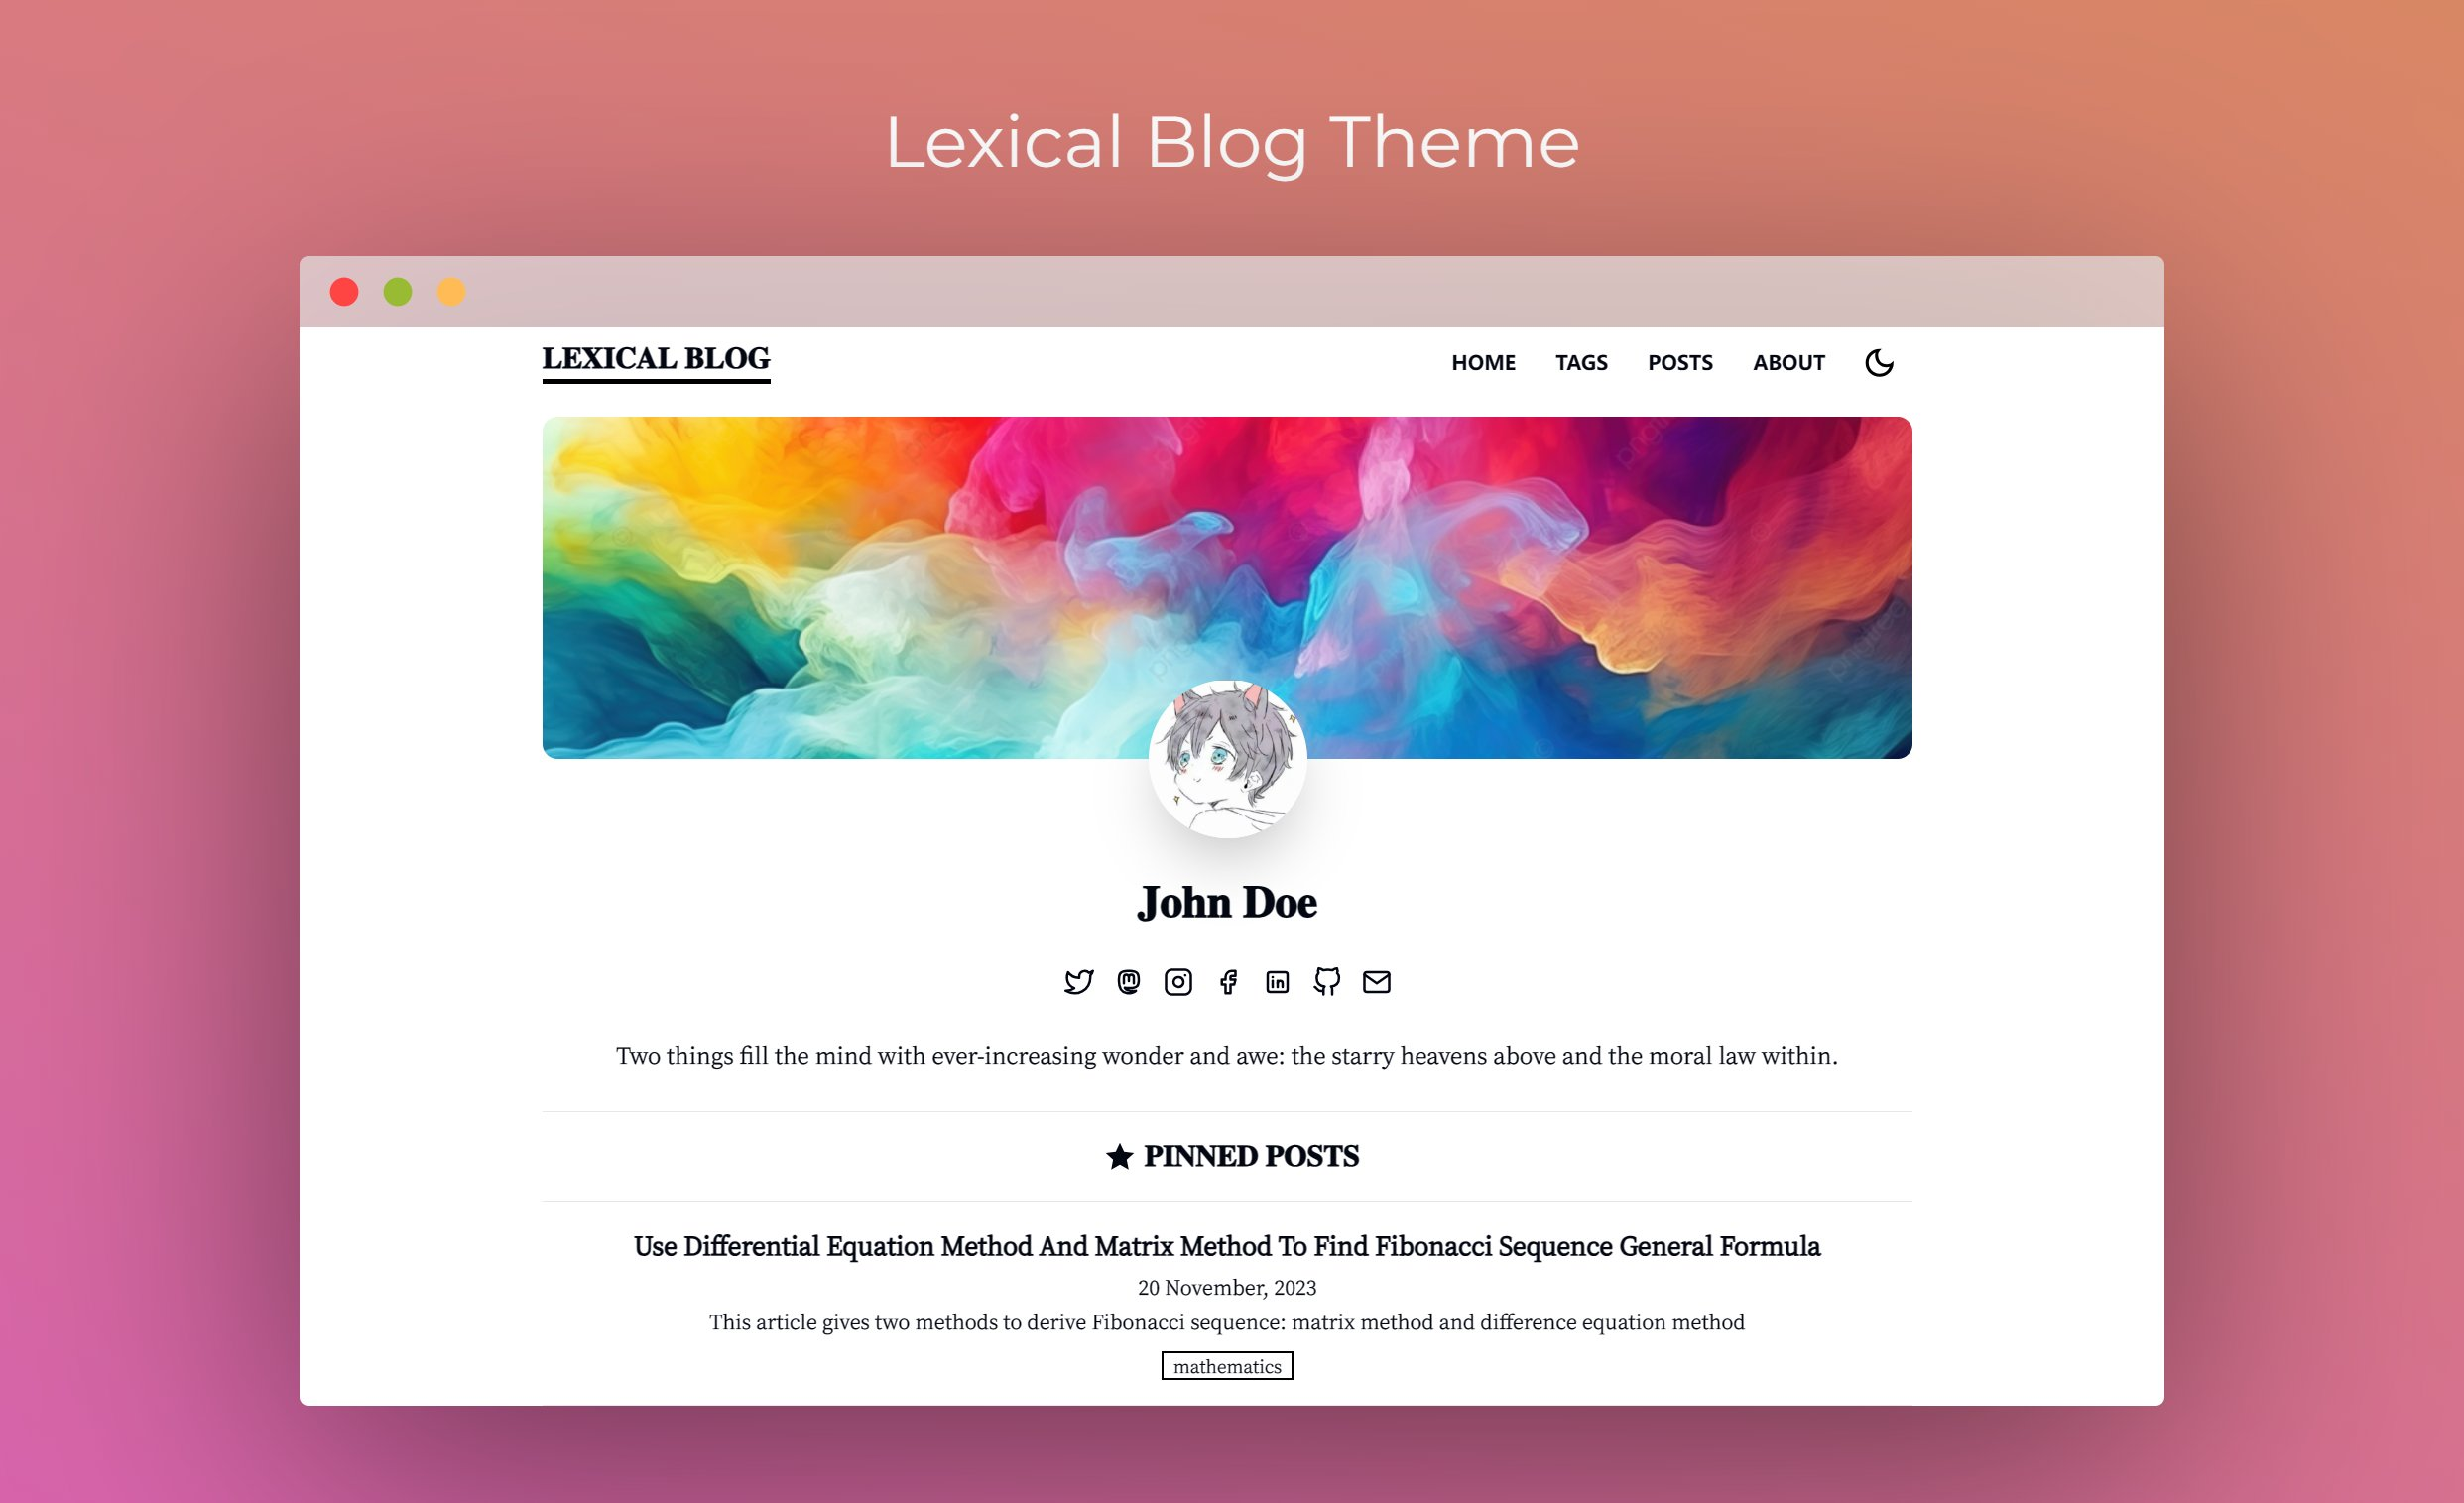 Lexical Blog Theme
LEXICAL BLOG
HOME TAGS POSTS ABOUT
John Doe
Two things fill the mind with ever-increasing wonder and awe: the starry heavens above and the moral law within.
PINNED POSTS
Use Differential Equation Method And Matrix Method To Find Fibonacci Sequence General Formula
20 November, 2023
This article gives two methods to derive Fibonacci sequence: matrix method and difference equation method
mathematics